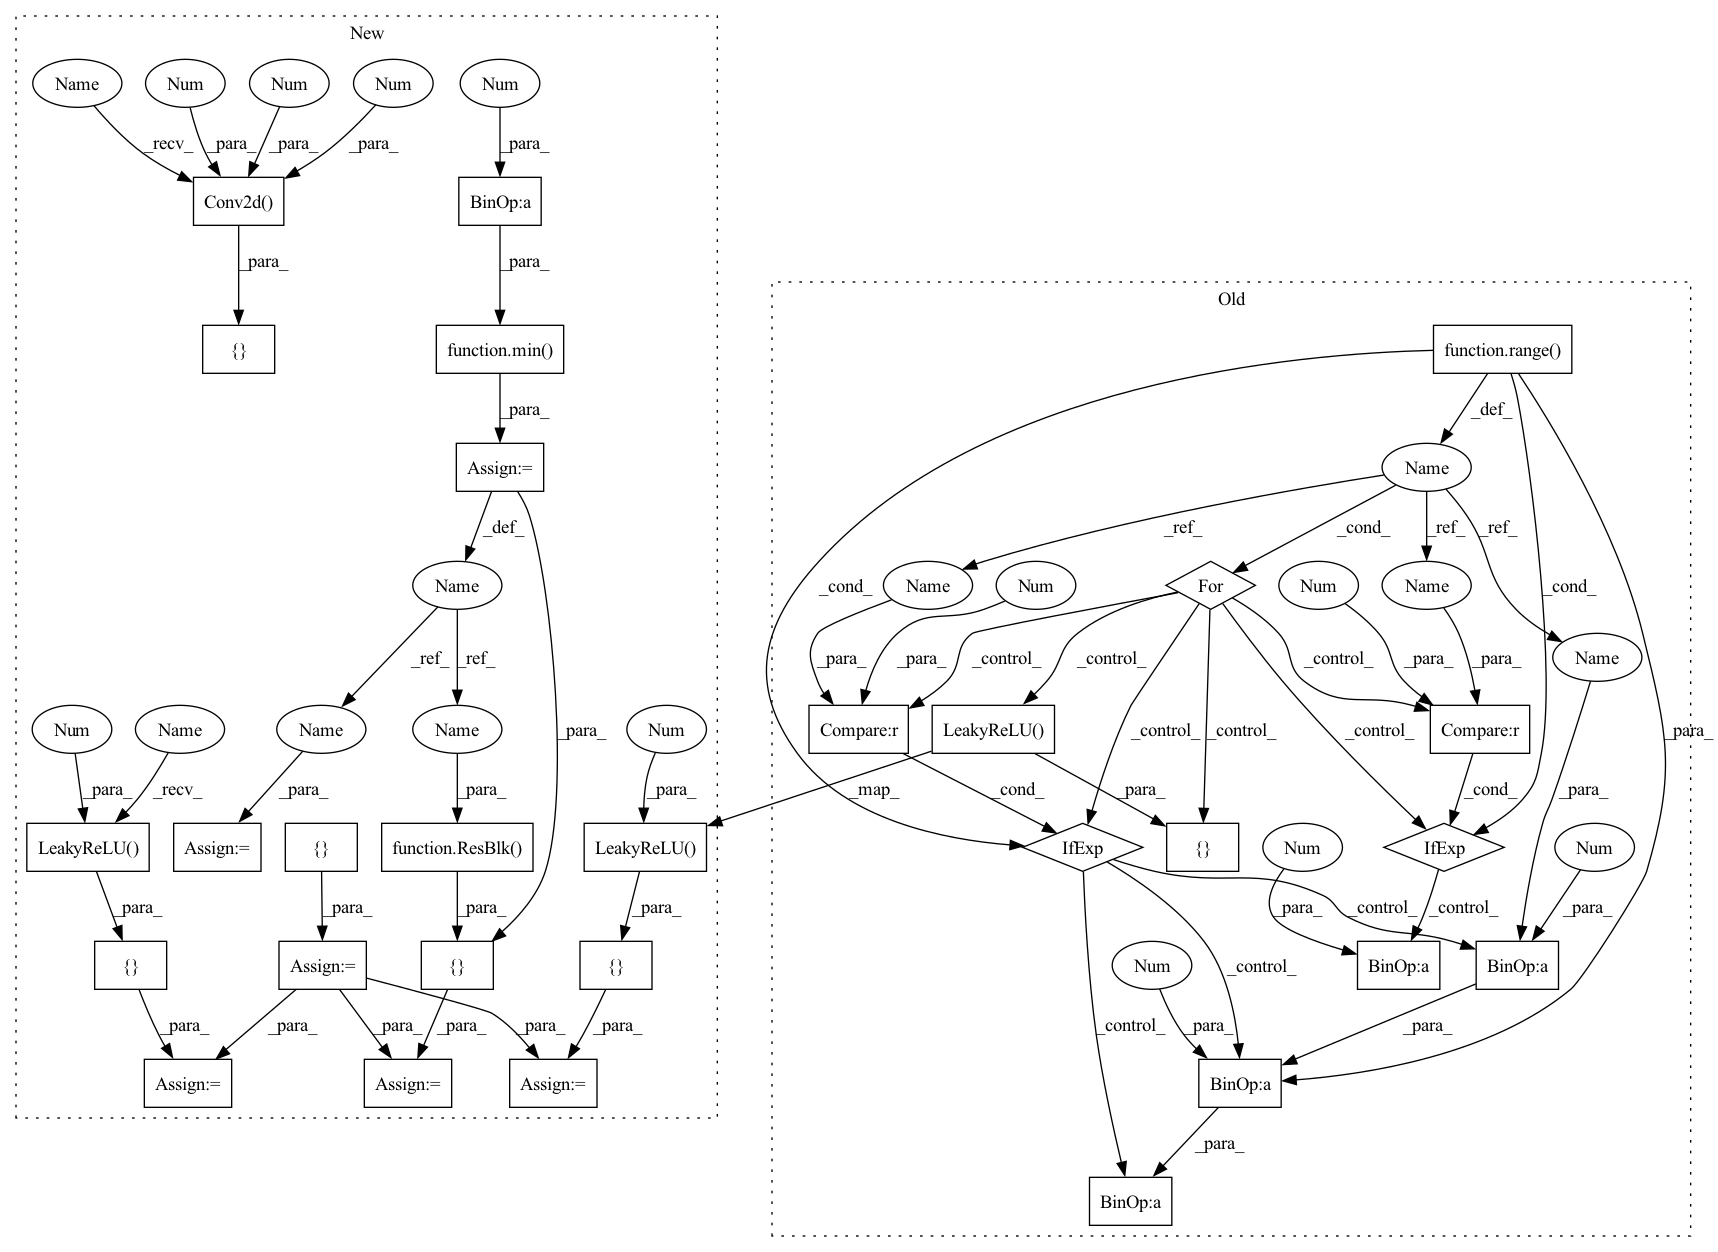 New
Name
Num
Num
Num
Num
_recv_
_para_
_para_
_para_
_para_
Conv2d()
BinOp:a
_para_
_para_
{}
function.min()
_para_
Assign:=
_def_
Name
_ref_
_ref_
_para_
Num
Name
Name
Name
Num
_para_
_recv_
_para_
_para_
_para_
LeakyReLU()
Assign:=
{}
function.ResBlk()
LeakyReLU()
_para_
_para_
_para_
_para_
{}
Assign:=
{}
{}
_para_
_para_
_para_
_para_
_para_
_para_
Assign:=
Assign:=
Assign:=
Old
function.range()
_def_
Name
_ref_
_cond_
_ref_
_ref_
_cond_
Name
Num
For
Num
Name
_cond_
Name
_para_
_para_
_control_
_control_
_control_
_para_
_para_
Compare:r
LeakyReLU()
Compare:r
_control_
_control_
_control_
_para_
_map_
_cond_
_para_
_cond_
_para_
IfExp
{}
Num
IfExp
Num
_para_
_control_
_control_
_para_
Num
_control_
BinOp:a
BinOp:a
_control_
_para_
_para_
BinOp:a
_para_
BinOp:a